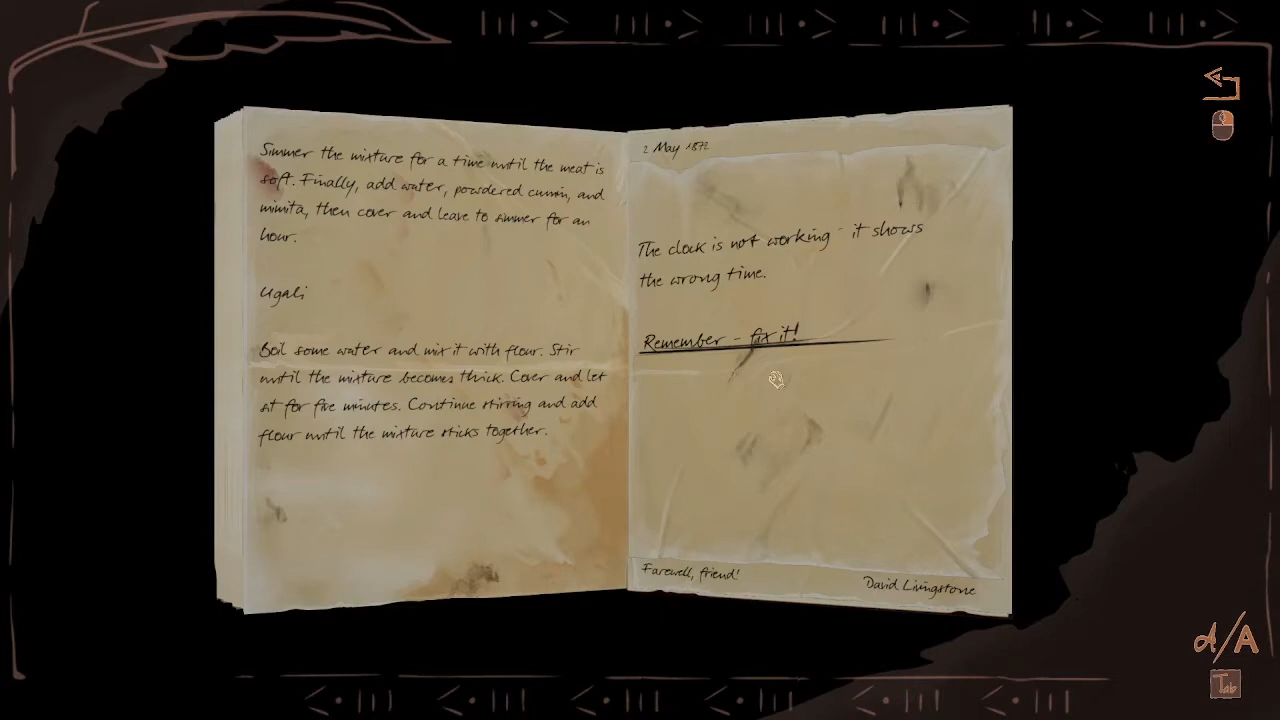 Simmer the mixture for a time until the meat is
soft. Finally, add water, powdered cumin, and
mimita, then cover and leave to simmer for an
hour.
Ugali
Boil some water and mix it with flour. Stir
until the mixture becomes thick. Cover and let
sit for five minutes. Continue stirring and add
flour until the mixture sticks together.
2 May 1872
The clock is not working - it shows
the wrong time.
Remember - fix it!
Farewell, friend!
David Livingstone
A/A
Tab